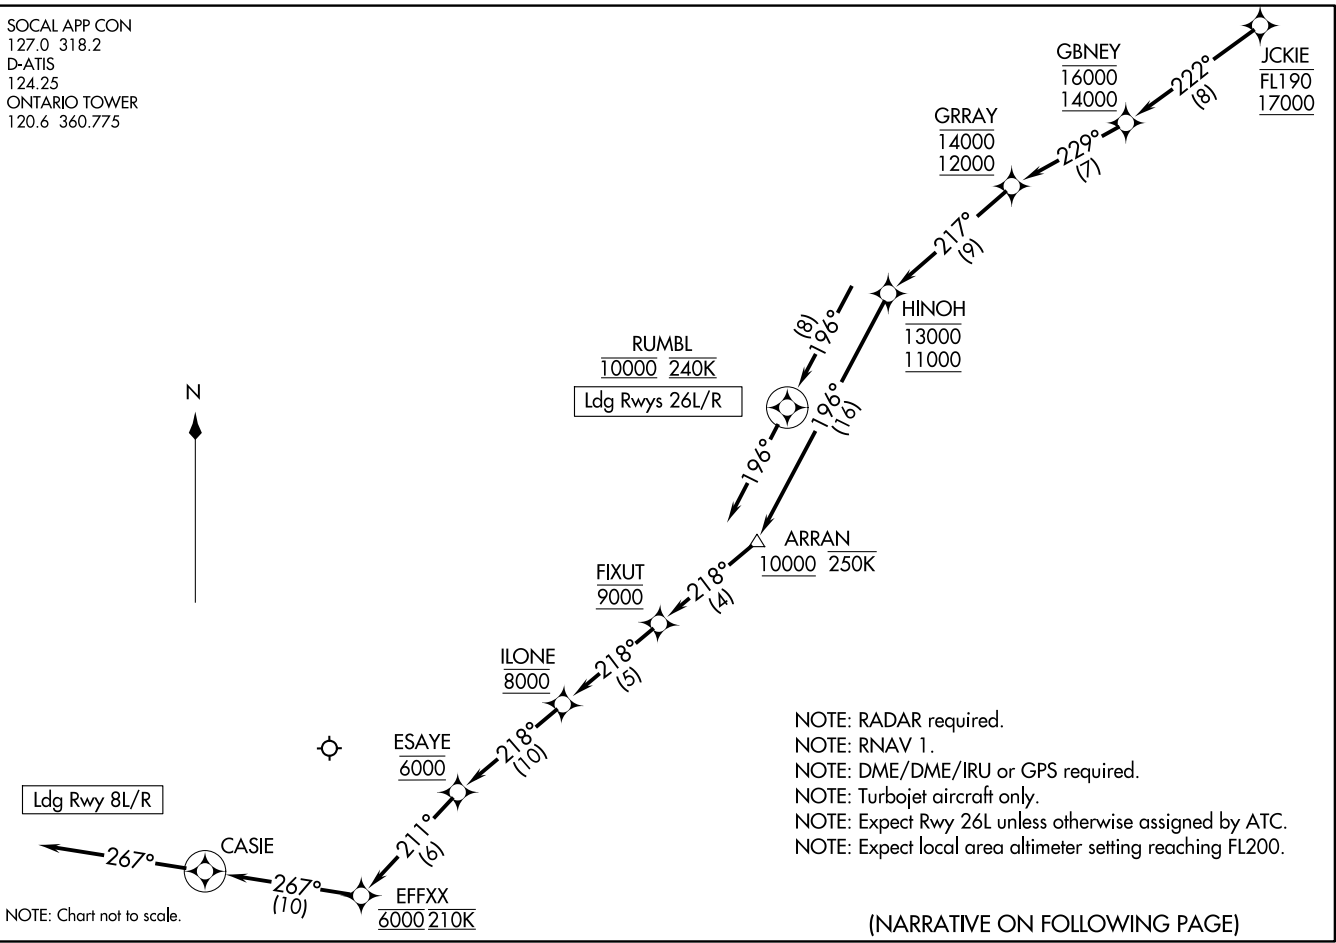 SOCAL APP CON
127.0 318.2
D-ATIS
124.25
ONTARIO TOWER
120.6 360.775
JCKIE
FL190
17000
222°
(8)
GBNEY
16000
14000
229°
(7)
GRRAY
14000
12000
217°
(9)
HINOH
13000
11000
(8)
196°
RUMBL
10000 240K
Ldg Rwys 26L/R
196°
196°
(16)
N
ARRAN
10000 250K
218°
(4)
FIXUT
9000
218°
(5)
ILONE
8000
218°
(10)
ESAYE
6000
211°
(6)
EFFXX
6000 210K
267°
(10)
CASIE
267°
Ldg Rwy 8L/R
NOTE: Chart not to scale.
NOTE: RADAR required.
NOTE: RNAV 1.
NOTE: DME/DME/IRU or GPS required.
NOTE: Turbojet aircraft only.
NOTE: Expect Rwy 26L unless otherwise assigned by ATC.
NOTE: Expect local area altimeter setting reaching FL200.
(NARRATIVE ON FOLLOWING PAGE)